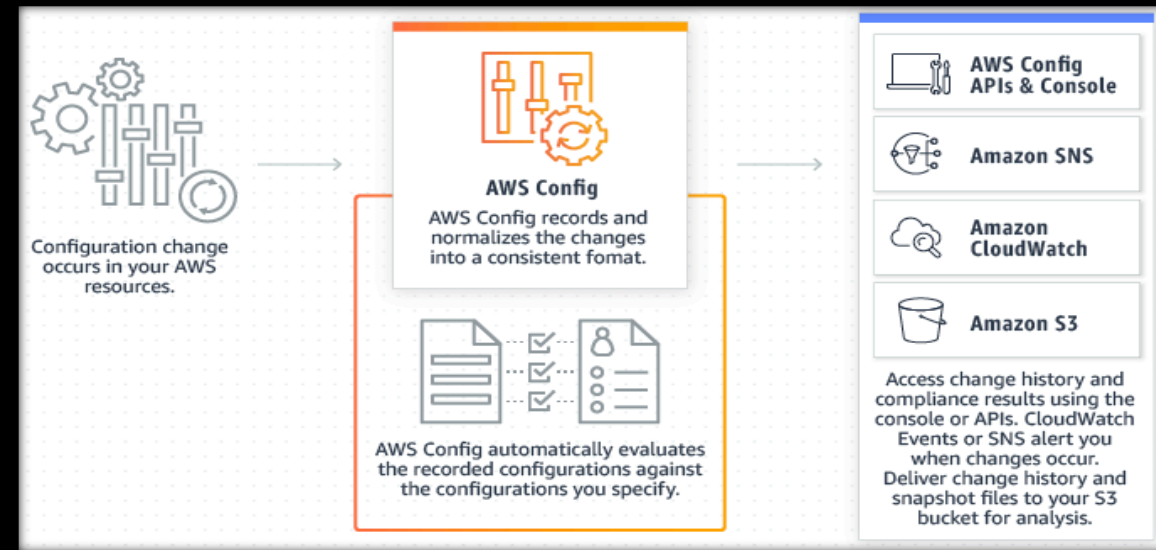 Configuration change
occurs in your AWS
resources.
AWS Config
AWS Config records and
normalizes the changes
into a consistent fomat.
AWS Config automatically evaluates
the recorded configurations against
the configurations you specify.
AWS Config
APIs & Console
Amazon SNS
Amazon
CloudWatch
Amazon S3
Access change history and
compliance results using the
console or APIs. CloudWatch
Events or SNS alert you
when changes occur.
Deliver change history and
snapshot files to your S3
bucket for analysis.